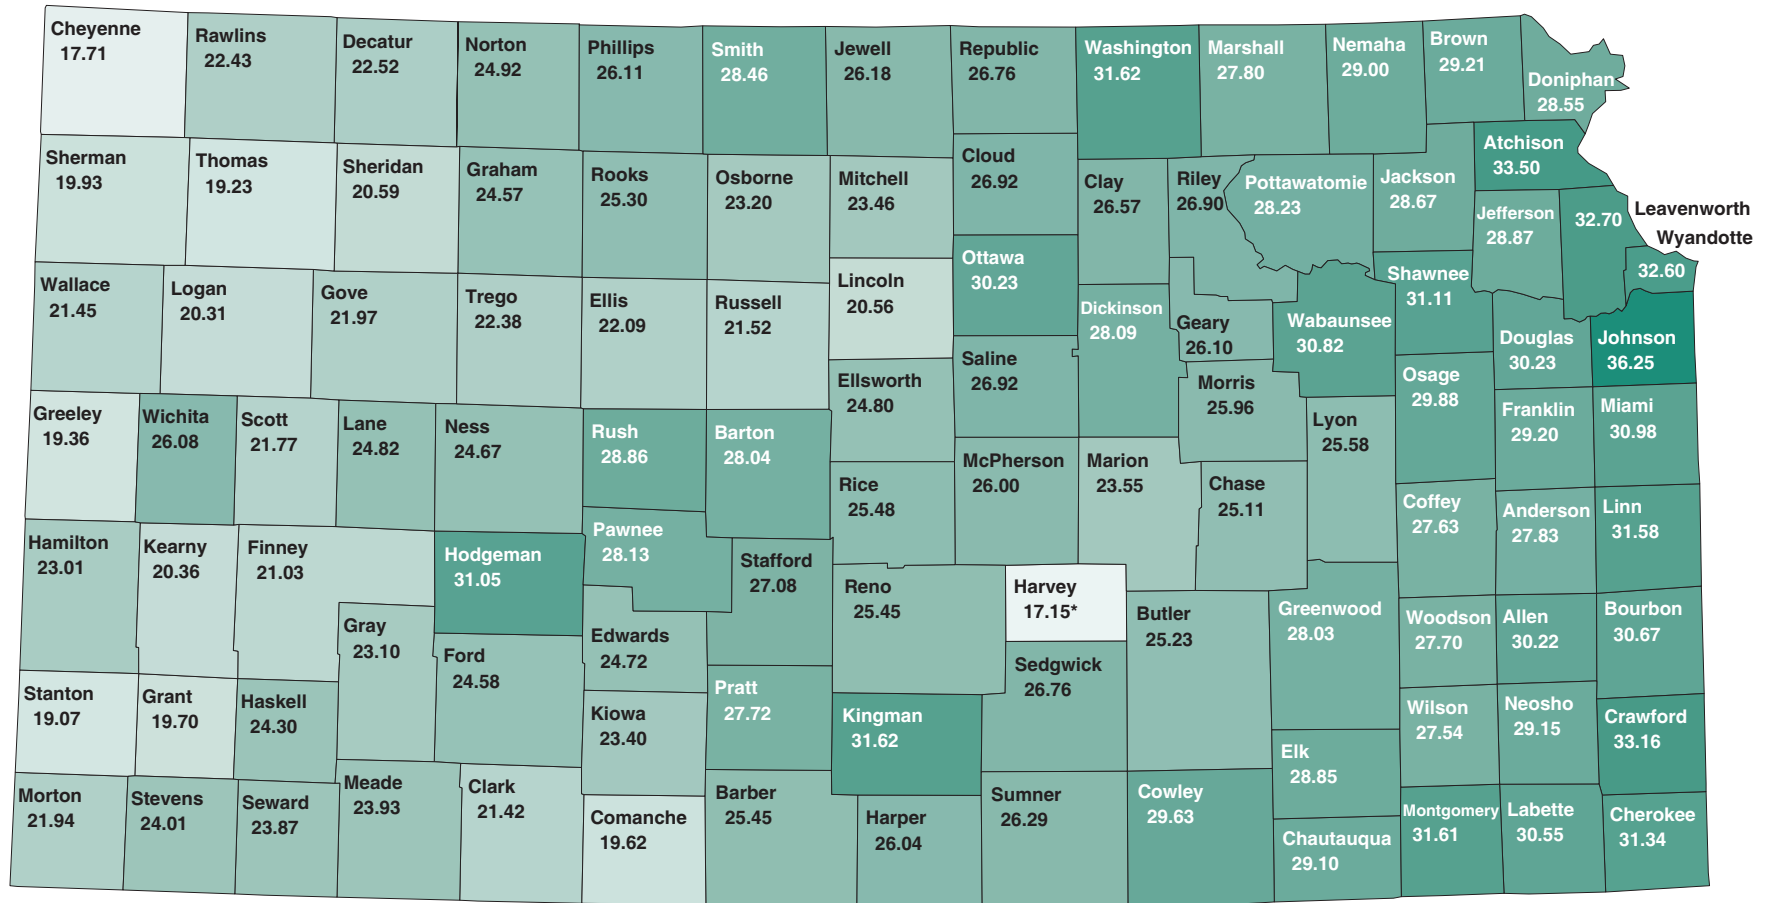 Cheyenne
17.71
Rawlins
22.43
Decatur
22.52
Norton
24.92
Phillips
26.11
Smith
28.46
Jewell
26.18
Republic
26.76
Washington
31.62
Marshall
27.80
Nemaha
29.00
Brown
29.21
Doniphan
28.55
Sherman
19.93
Thomas
19.23
Sheridan
20.59
Graham
24.57
Rooks
25.30
Osborne
23.20
Mitchell
23.46
Cloud
26.92
Clay
26.57
Riley
26.90
Pottawatomie
28.23
Jackson
28.67
Atchison
33.50
Jefferson
28.87
32.70
Leavenworth
Wyandotte
32.60
Wallace
21.45
Logan
20.31
Gove
21.97
Trego
22.38
Ellis
22.09
Russell
21.52
Lincoln
20.56
Ottawa
30.23
Dickinson
28.09
Geary
26.10
Wabaunsee
30.82
Shawnee
31.11
Douglas
30.23
Johnson
36.25
Greeley
19.36
Wichita
26.08
Scott
21.77
Lane
24.82
Ness
24.67
Rush
28.86
Barton
28.04
Ellsworth
24.80
Saline
26.92
Morris
25.96
Lyon
25.58
Osage
29.88
Franklin
29.20
Miami
30.98
Rice
25.48
McPherson
26.00
Marion
23.55
Chase
25.11
Coffey
27.63
Anderson
27.83
Linn
31.58
Hamilton
23.01
Kearny
20.36
Finney
21.03
Hodgeman
31.05
Pawnee
28.13
Stafford
27.08
Reno
25.45
Harvey
17.15*
Butler
25.23
Greenwood
28.03
Woodson
27.70
Allen
30.22
Bourbon
30.67
Gray
23.10
Ford
24.58
Edwards
24.72
Sedgwick
26.76
Stanton
19.07
Grant
19.70
Haskell
24.30
Kiowa
23.40
Pratt
27.72
Kingman
31.62
Elk
28.85
Wilson
27.54
Neosho
29.15
Crawford
33.16
Morton
21.94
Stevens
24.01
Seward
23.87
Meade
23.93
Clark
21.42
Comanche
19.62
Barber
25.45
Harper
26.04
Sumner
26.29
Cowley
29.63
Chautauqua
29.10
Montgomery
31.61
Labette
30.55
Cherokee
31.34